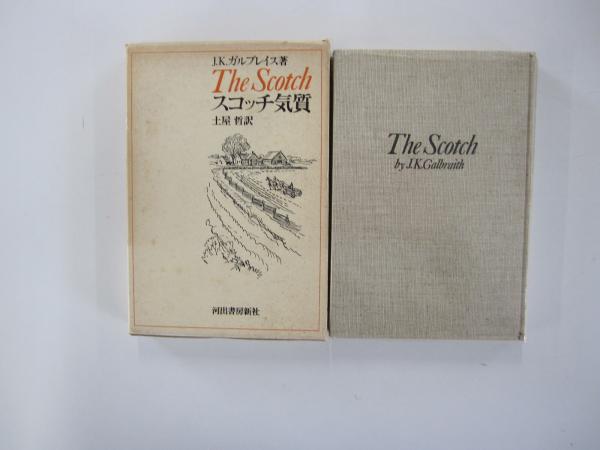 J.K.ガルブレイス著
The Scotch
スコッチ気質
土屋 哲訳
河出書房新社
The Scotch
by J.K.Galbraith